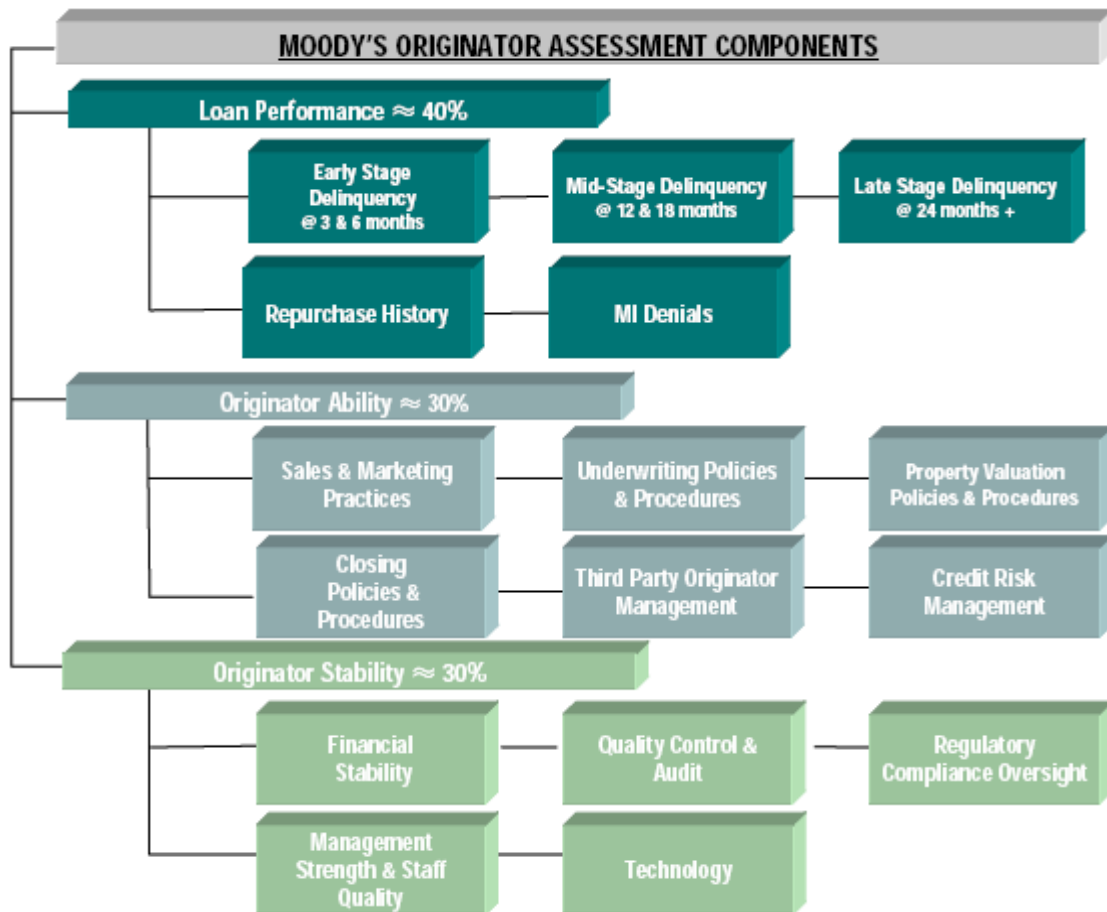 MOODY'S ORIGINATOR ASSESSMENT COMPONENTS
Loan Performance ≈ 40%
Early Stage
Delinquency
@ 3 & 6 months
Mid-Stage Delinquency
@ 12 & 18 months
Late Stage Delinquency
@ 24 months +
Repurchase History
MI Denials
Originator Ability ≈ 30%
Sales & Marketing
Practices
Underwriting Policies
& Procedures
Property Valuation
Policies & Procedures
Closing
Policies &
Procedures
Third Party Originator
Management
Credit Risk
Management
Originator Stability ≈ 30%
Financial
Stability
Quality Control &
Audit
Regulatory
Compliance Oversight
Management
Strength & Staff
Quality
Technology